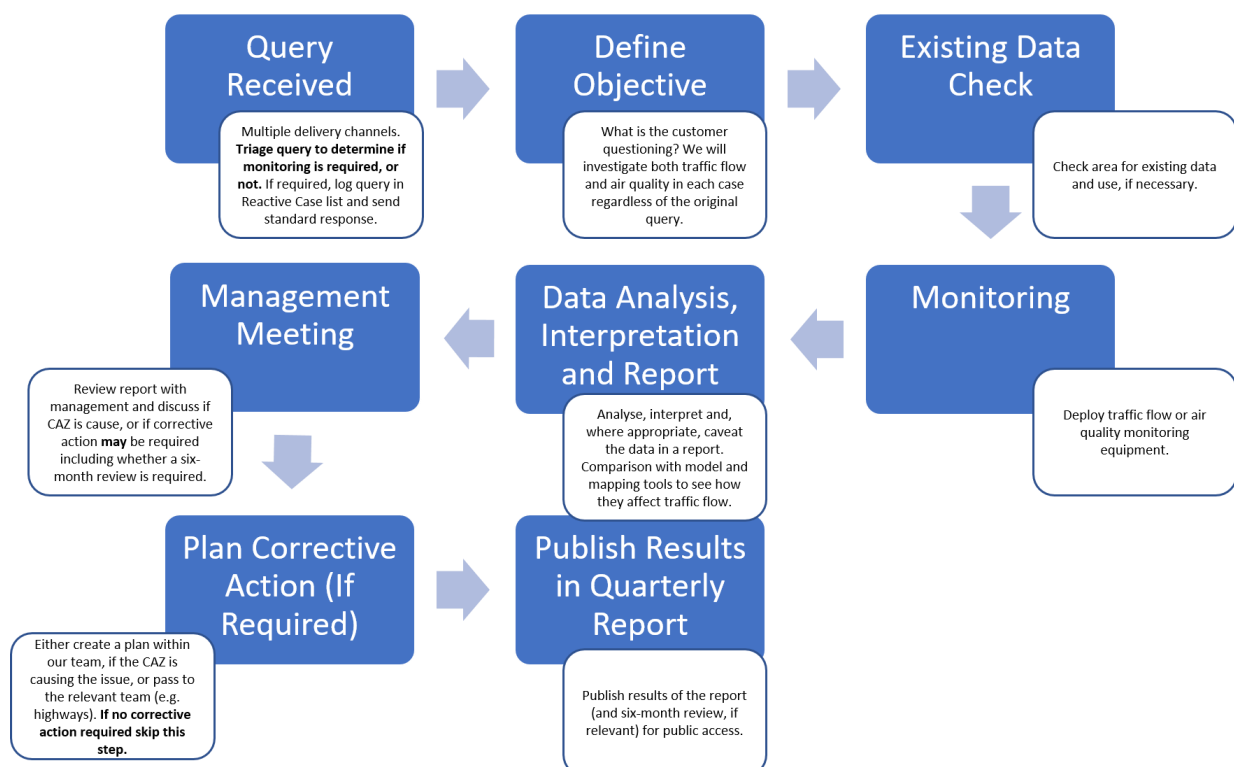 Query
Received
Multiple delivery channels.
Triage query to determine if
monitoring is required, or
not. If required, log query in
Reactive Case list and send
standard response.
Define
Objective
What is the customer
questioning? We will
investigate both traffic flow
and air quality in each case
regardless of the original
query.
Existing Data
Check
Check area for existing data
and use, if necessary.
Monitoring
Deploy traffic flow or air
quality monitoring
equipment.
Data Analysis,
Interpretation
and Report
Analyse, interpret and,
where appropriate, caveat
the data in a report.
Comparison with model and
mapping tools to see how
they affect traffic flow.
Management
Meeting
Review report with
management and discuss if
CAZ is cause, or if corrective
action may be required
including whether a six-
month review is required.
Plan Corrective
Action (If
Required)
Either create a plan within
our team, if the CAZ is
causing the issue, or pass to
the relevant team (e.g.
highways). If no corrective
action required skip this
step.
Publish Results
in Quarterly
Report
Publish results of the report
(and six-month review, if
relevant) for public access.